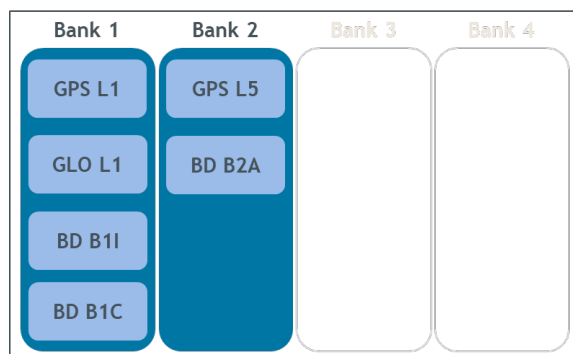 Bank 1 Bank 2 Bank 3 Bank 4
GPS L1 GPS L5
GLO L1 BD B2A
BD B1I
BD B1C